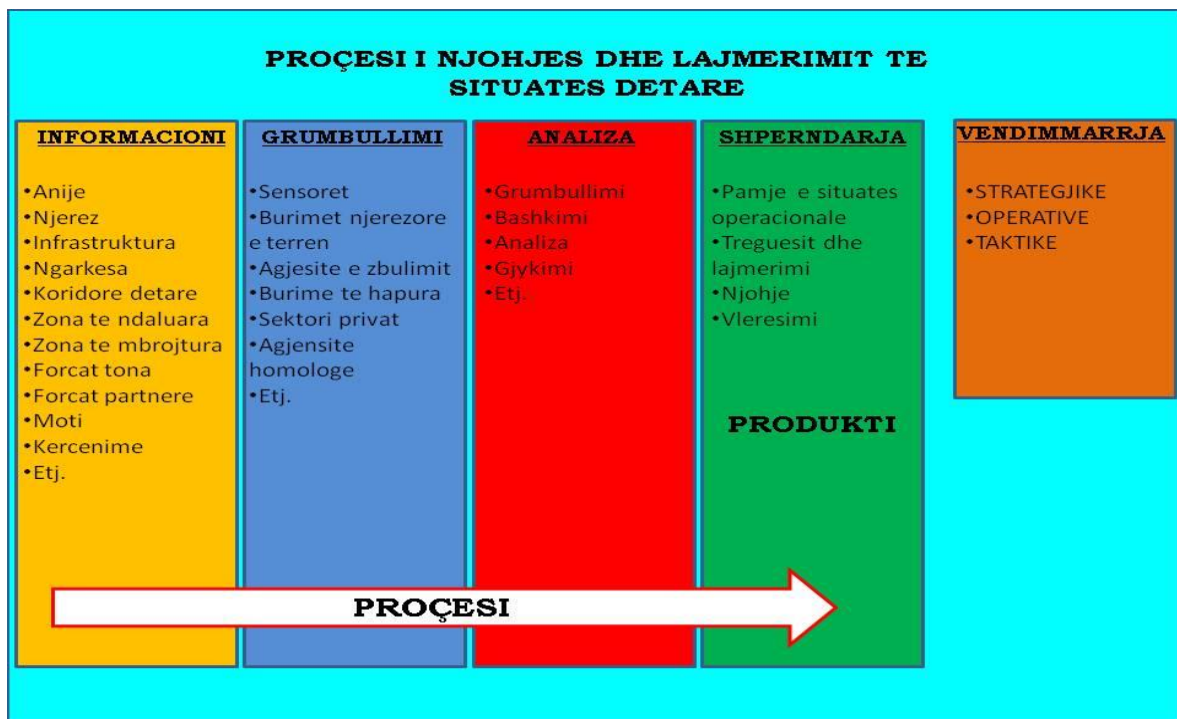 PROÇESI I NJOHJES DHE LAJMERIMIT TE
SITUATES DETARE
INFORMACIONI
•Anije
•Njerez
•Infrastruktura
•Ngarkesa
•Koridore detare
•Zona te ndaluara
•Zona te mbrojtura
•Forcat tona
•Forcat partnere
•Moti
•Kercenime
•Etj.
GRUMBULLIMI
•Sensoret
•Burimet njerezore
e terren
•Agjesite e zbulimit
•Burime te hapura
•Sektori privat
•Agjensite
homologe
•Etj.
ANALIZA
•Grumbullimi
•Bashkimi
•Analiza
•Gjykimi
•Etj.
SHPERNDARJA
•Pamje e situates
operacionale
•Treguesit dhe
lajmerimi
•Njohje
•Vleresimi
PRODUKTI
VENDIMMARRJA
•STRATEGJIKE
•OPERATIVE
•TAKTIKE
PROÇESI